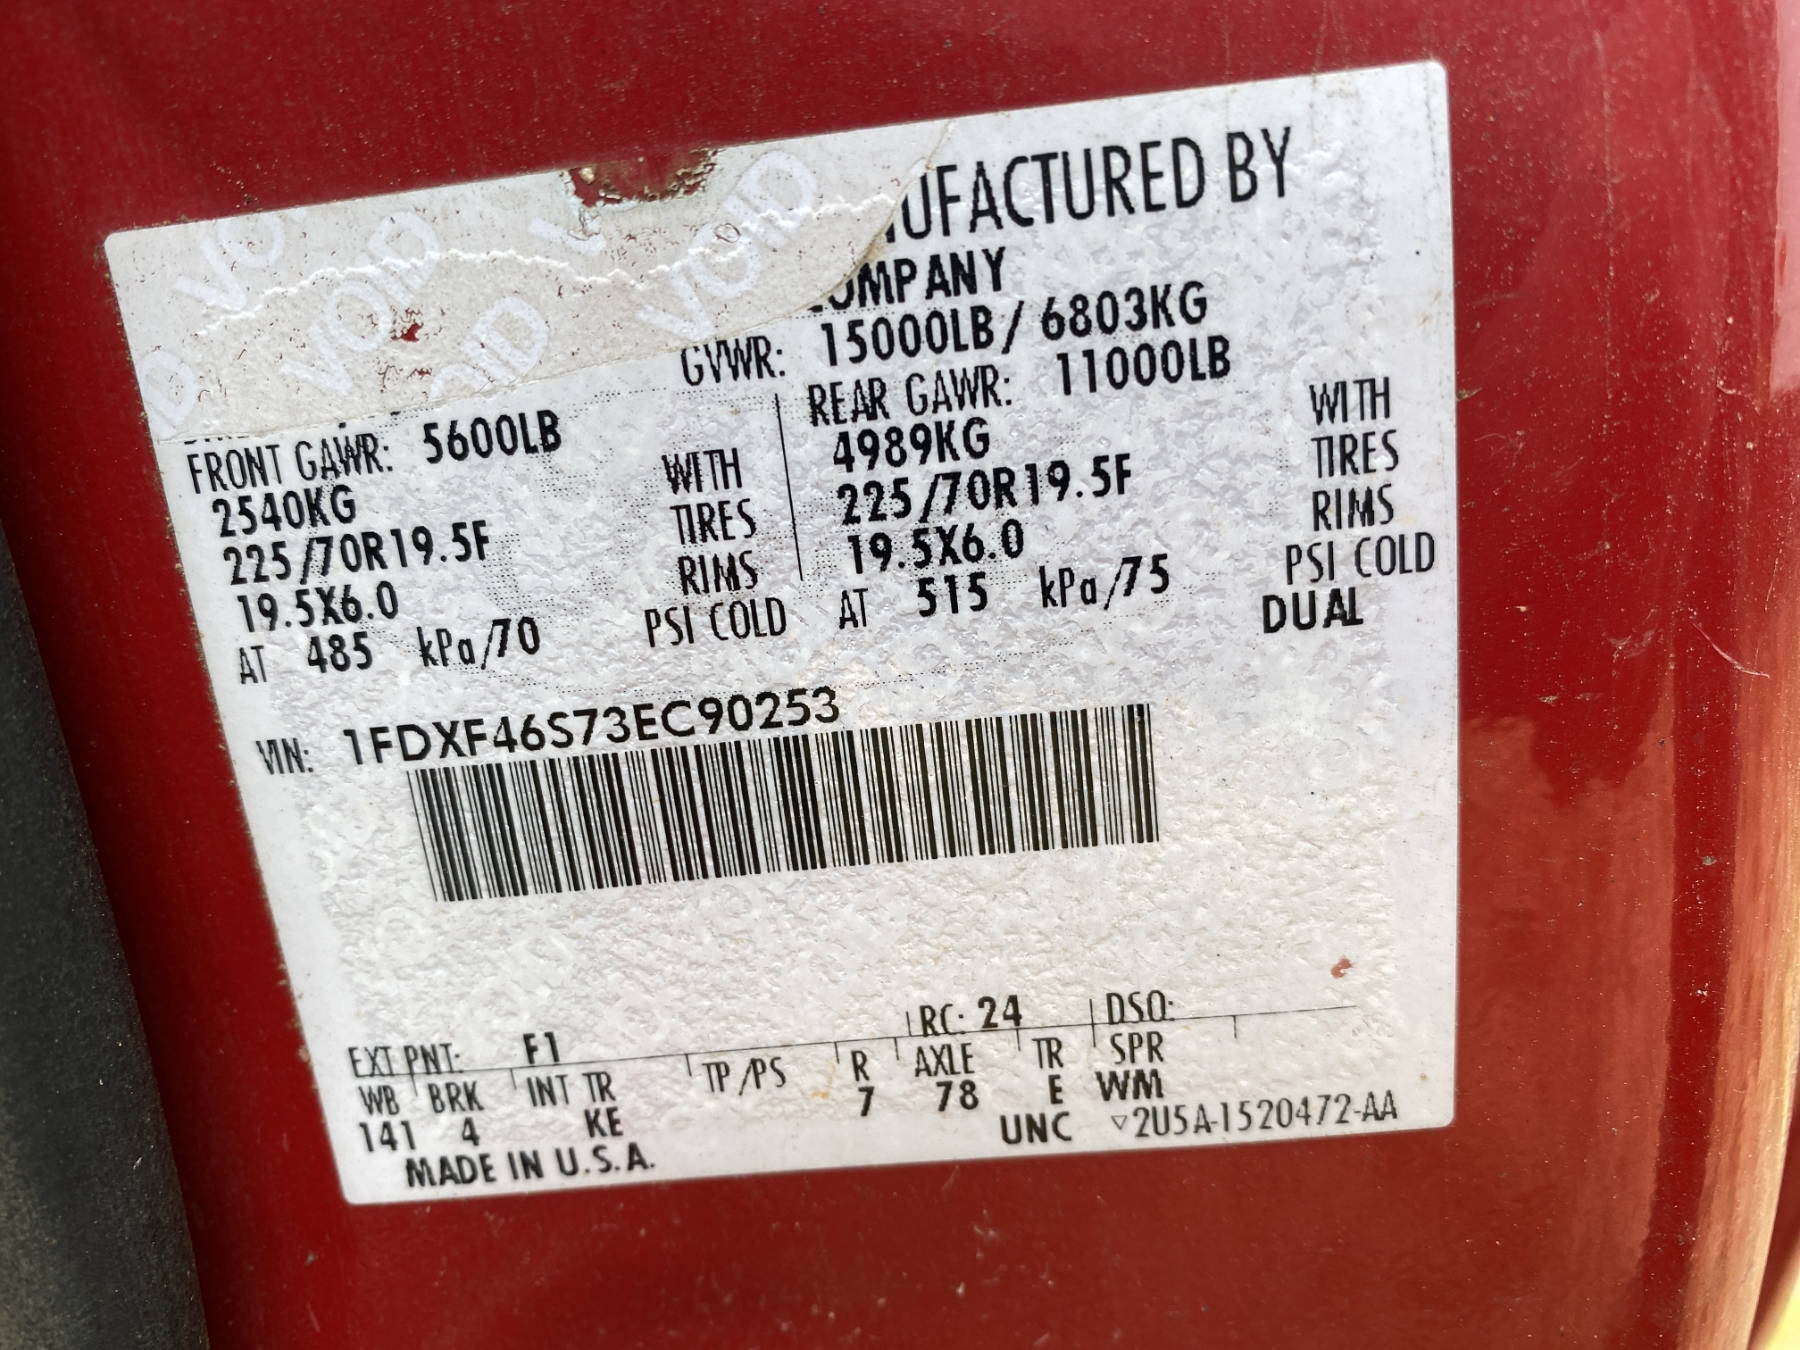 VOID VOID VOID
UFACTURED BY
OMPANY
GVWR: 15000LB/ 6803KG
FRONT GAWR: 5600LB REAR GAWR: 11000LB
2540KG WITH 4989KG WITH
225/70R19.5F TIRES 225/70R19.5F TIRES
19.5X6.0 RIMS 19.5X6.0 RIMS
AT 485 kPa/70 PSI COLD AT 515 kPa/75 PSI COLD
DUAL
VIN: 1FDXF46S73EC90253
EXT PNT: F1 RC: 24 DSO:
WB BRK INT TR TP/PS R AXLE TR SPR
141 4 KE 7 78 E WM
MADE IN U.S.A. UNC ▽2U5A-1520472-AA